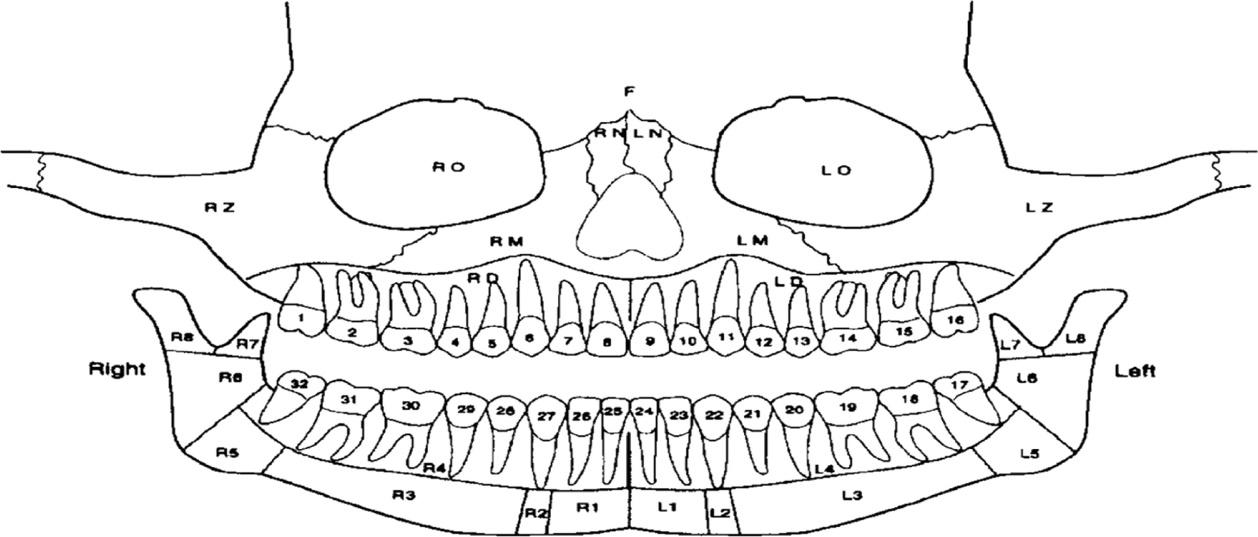 F
RN LN
RO LO
RZ LZ
RM LM
RD LD
1 2 3 4 5 6 7 8 9 10 11 12 13 14 15 16
R8 R7 L7 L8
Right Left
R6 L6
32 31 30 29 28 27 26 25 24 23 22 21 20 19 18 17
R5 L5
R4 L4
R3 L3
R2 R1 L1 L2